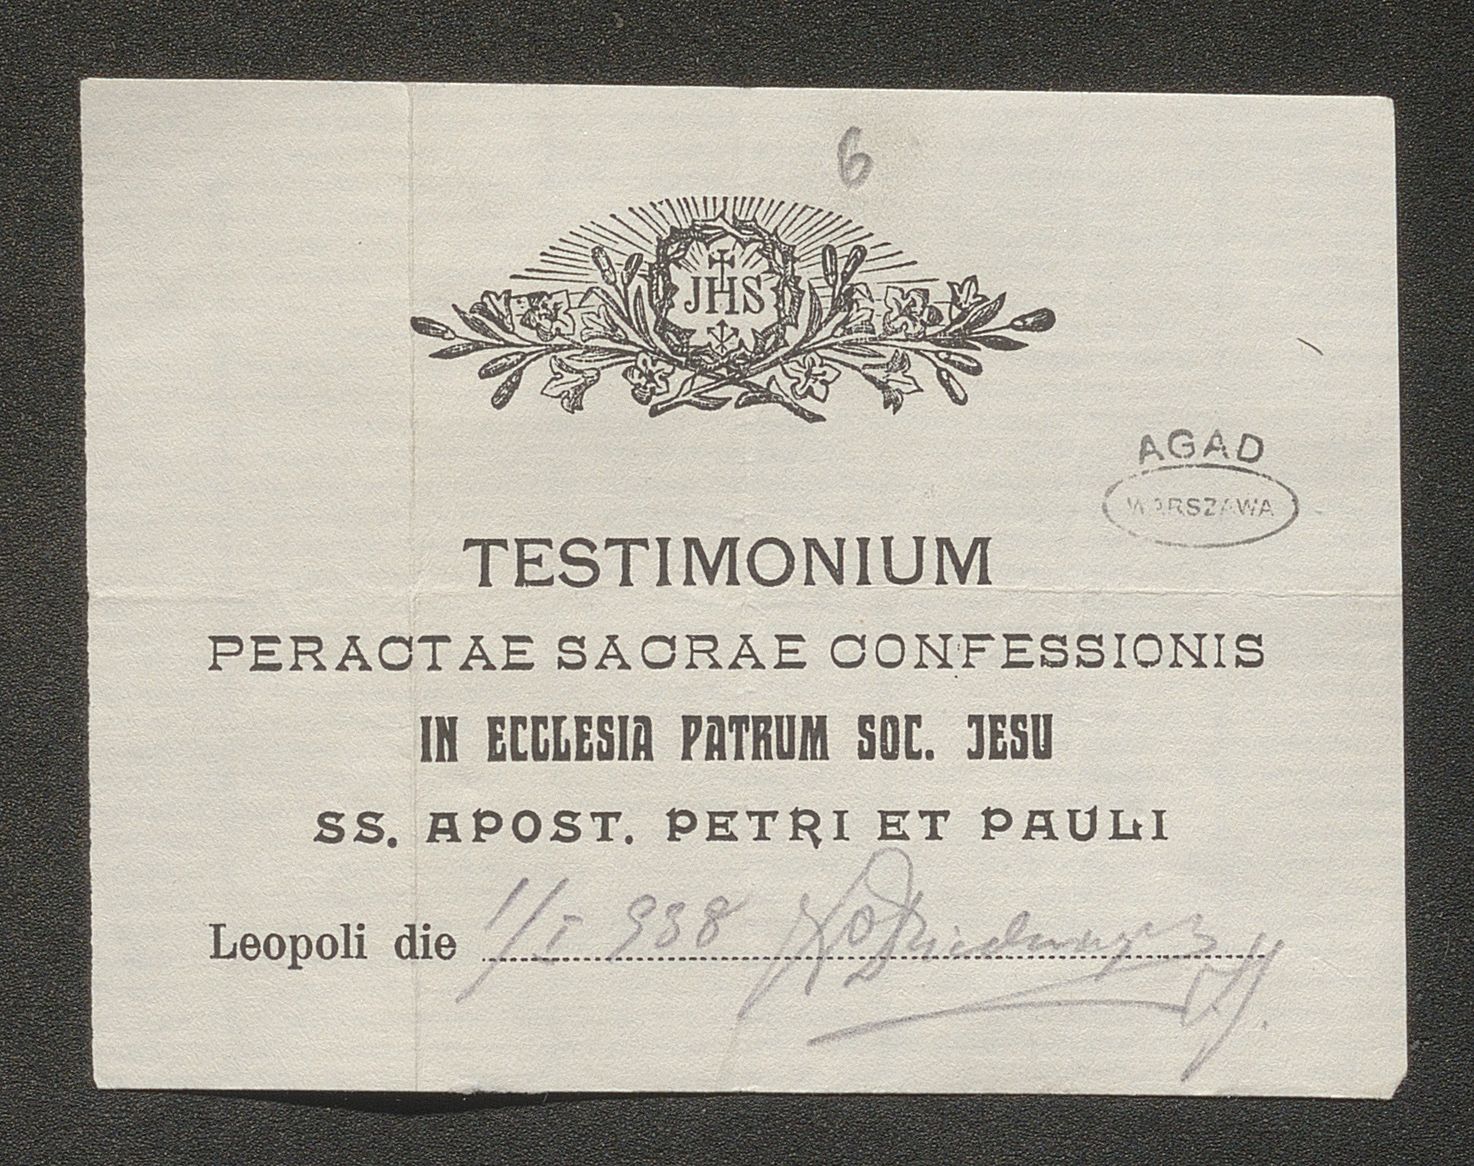 6
JHS
AGAD
WARSZAWA
TESTIMONIUM
PERACTAE SACRAE CONFESSIONIS
IN ECCLESIA PATRUM SOC. JESU
SS. APOST. PETRI ET PAULI
Leopoli die 1/I 938